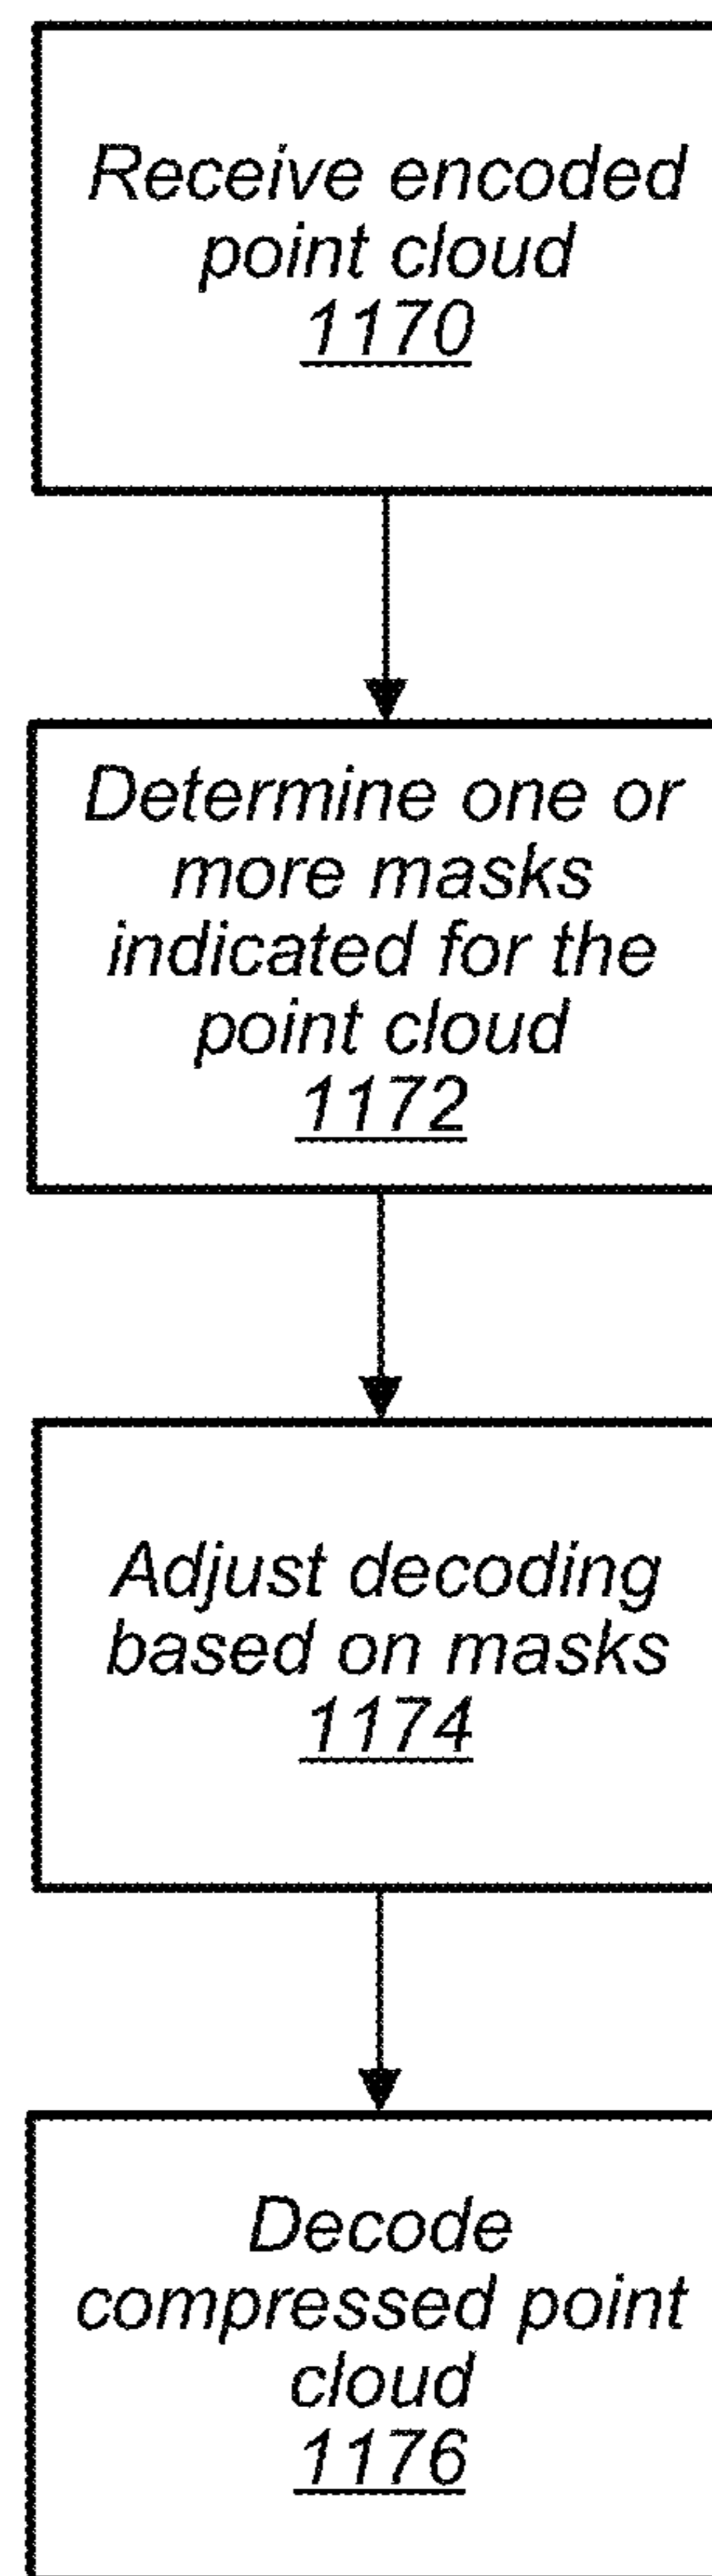 Receive encoded
point cloud
1170
Determine one or
more masks
indicated for the
point cloud
1172
Adjust decoding
based on masks
1174
Decode
compressed point
cloud
1176